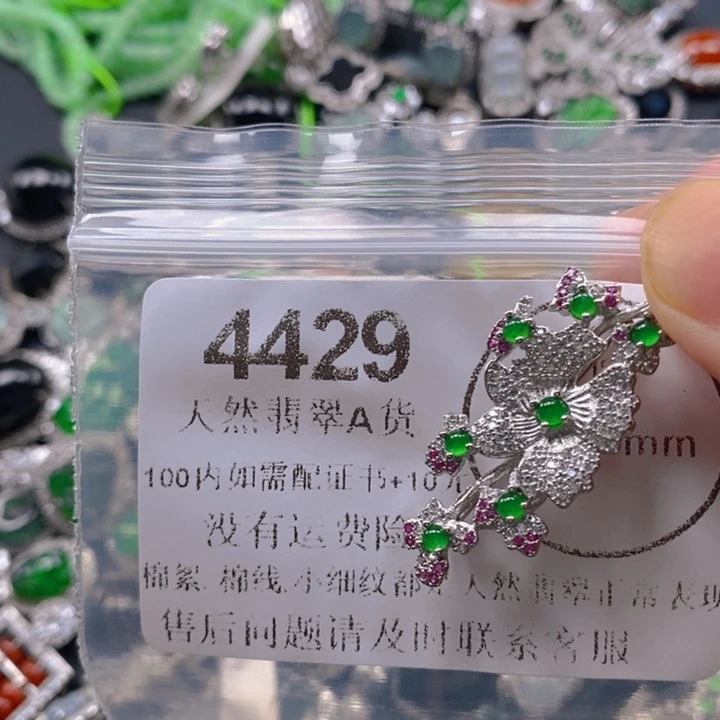 4429
天然翡翠A货
mm
100内如需配证书+10元
没有运费险
棉絮、棉线、小细纹都是天然翡翠正常表现
售后问题请及时联系客服